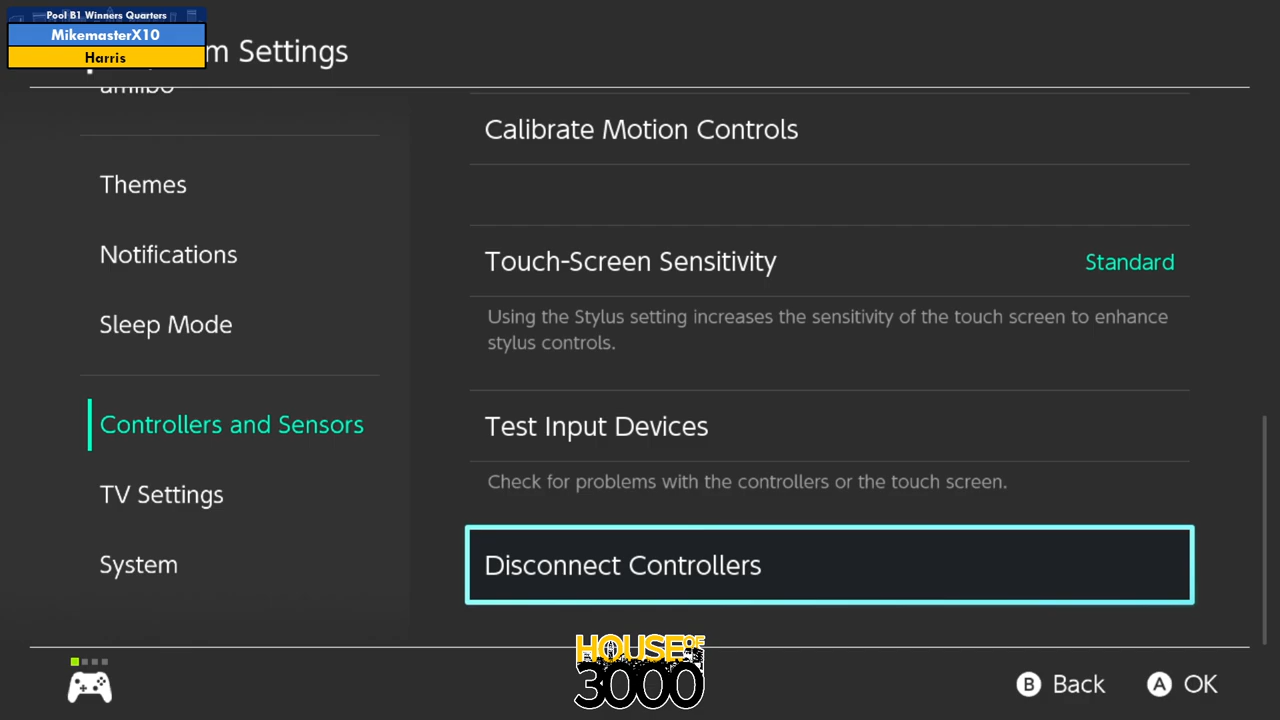 Pool B1 Winners Quarters
MikemasterX10
Harris
m Settings
amiibo
Themes
Notifications
Sleep Mode
Controllers and Sensors
TV Settings
System
Calibrate Motion Controls
Touch-Screen Sensitivity Standard
Using the Stylus setting increases the sensitivity of the touch screen to enhance
stylus controls.
Test Input Devices
Check for problems with the controllers or the touch screen.
Disconnect Controllers
HOUSE OF
3000
B Back A OK